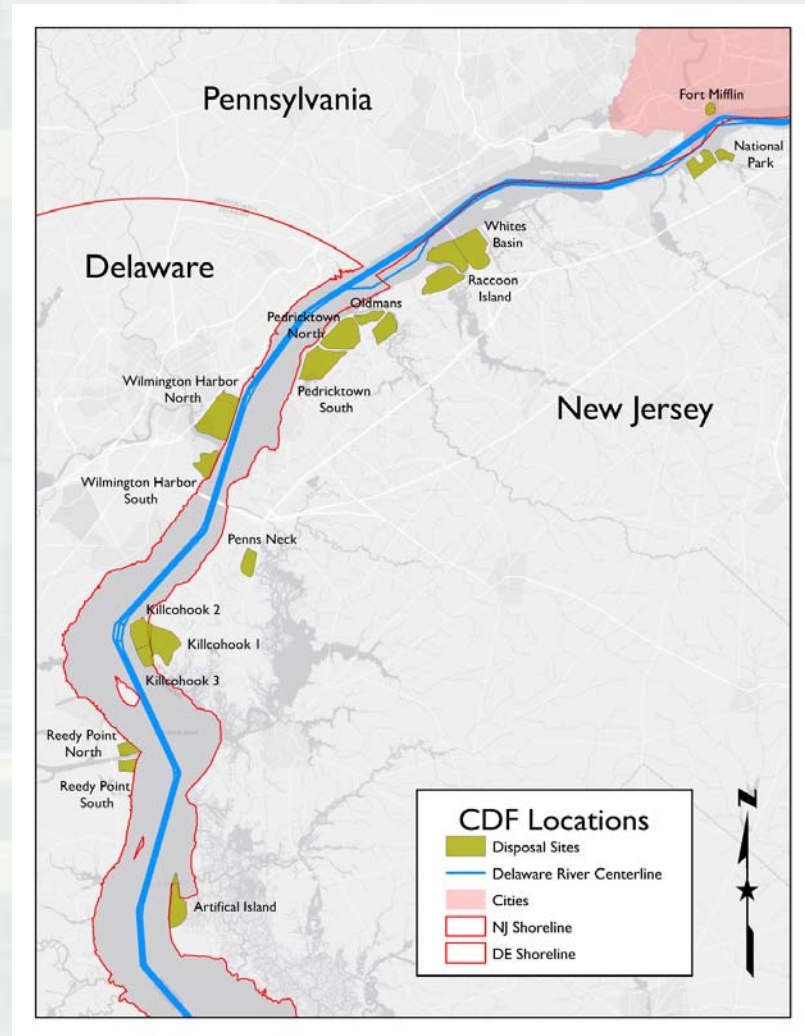 Pennsylvania
Fort Mifflin
National
Park
Whites
Basin
Delaware
Raccoon
Island
Oldmans
Pedricktown
North
Wilmington Harbor
North
Pedricktown
South
New Jersey
Wilmington Harbor
South
Penns Neck
Killcohook 2
Killcohook 1
Killcohook 3
Reedy Point
North
Reedy Point
South
Artifical Island
N
CDF Locations
Disposal Sites
Delaware River Centerline
Cities
NJ Shoreline
DE Shoreline